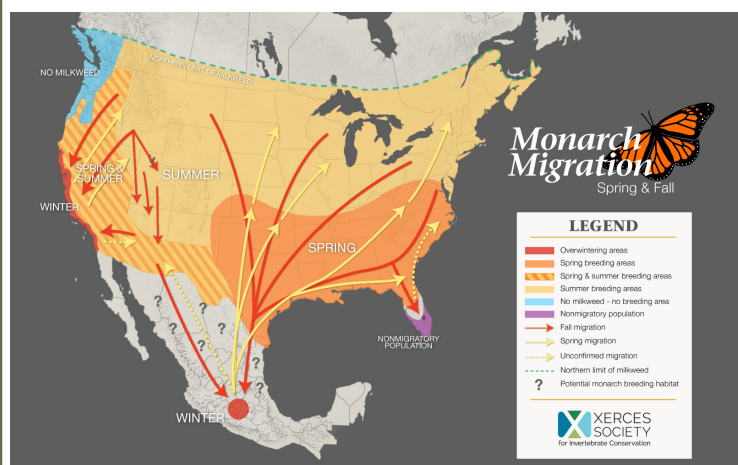 NO MILKWEED
NORTHERN LIMIT OF MILKWEED
SPRING &
SUMMER
SUMMER
WINTER
SPRING
NONMIGRATORY
POPULATION
WINTER
?
?
?
?
?
?
?
?
Monarch
Migration
Spring & Fall
LEGEND
Overwintering areas
Spring breeding areas
Spring & summer breeding areas
Summer breeding areas
No milkweed - no breeding area
Nonmigratory population
Fall migration
Spring migration
Unconfirmed migration
Northern limit of milkweed
? Potential monarch breeding habitat
XERCES
SOCIETY
for Invertebrate Conservation